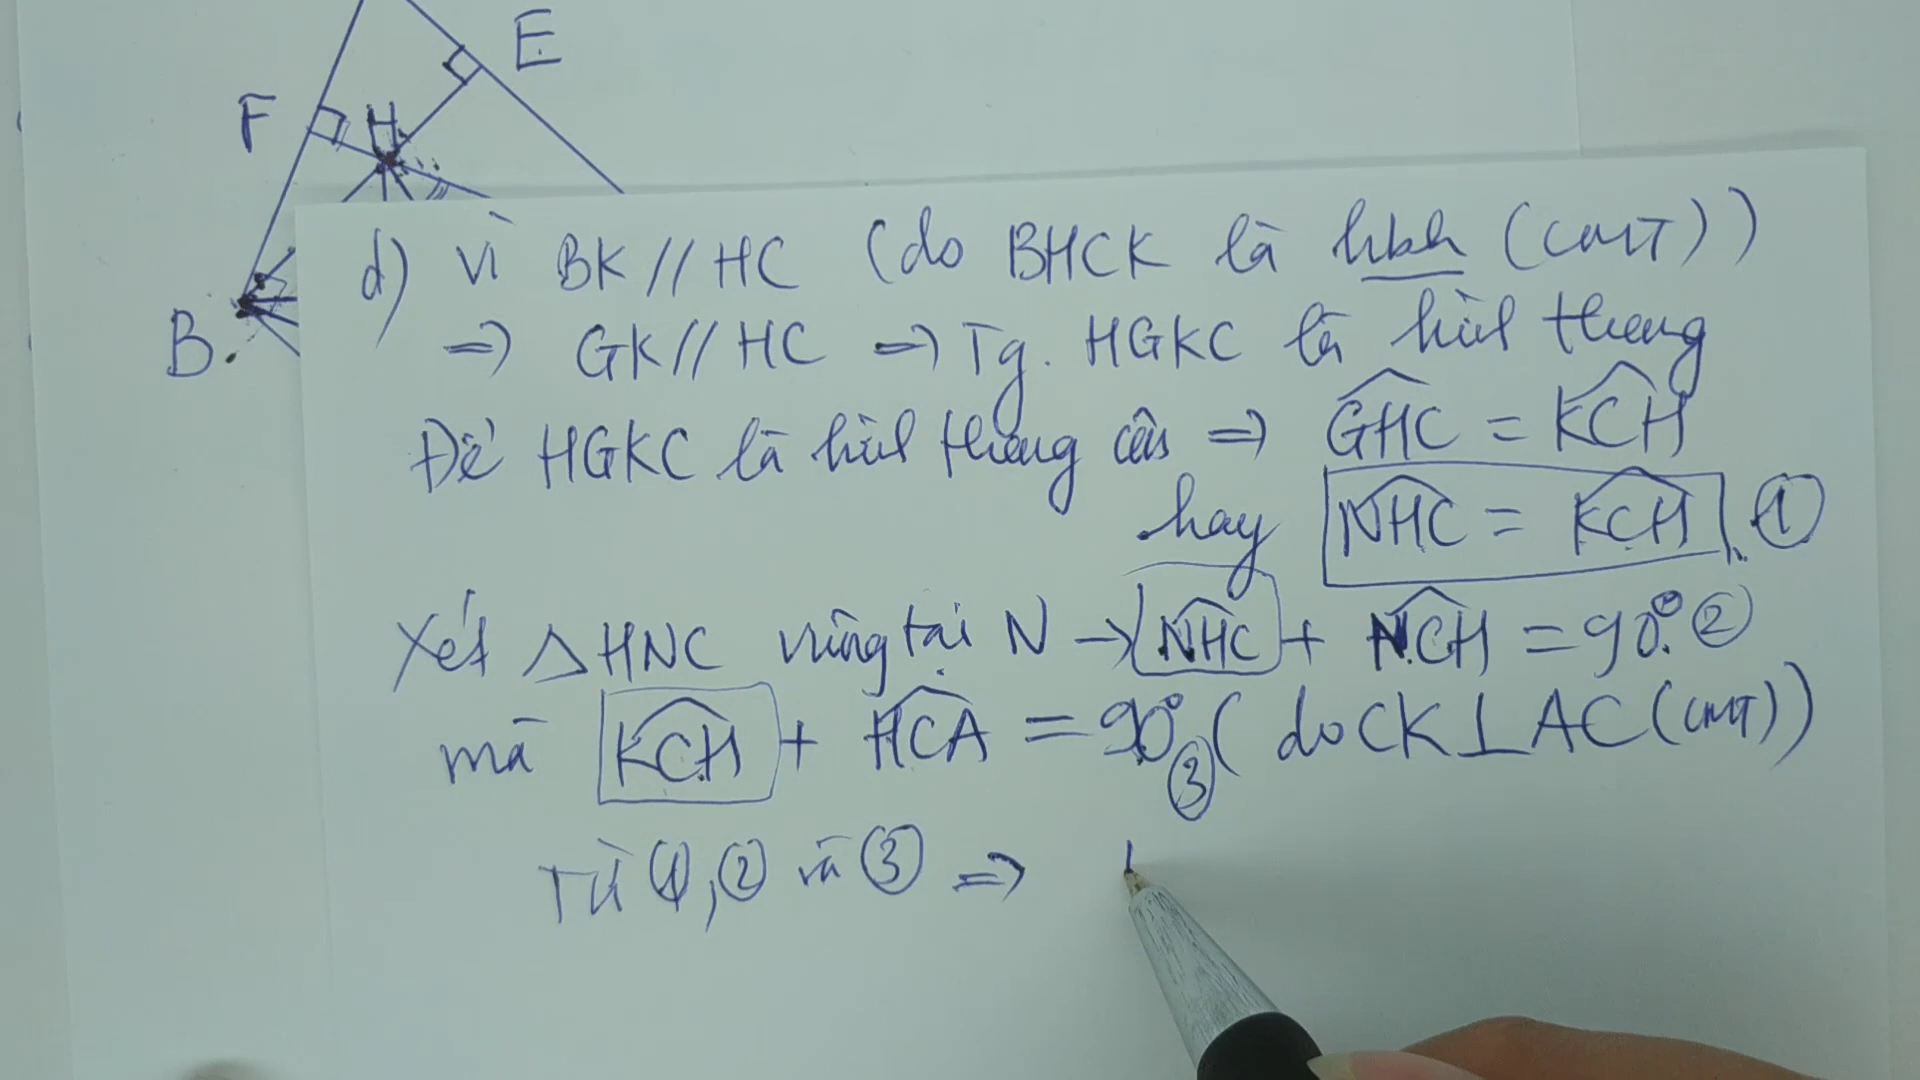 E
F H
B
d) Vì BK // HC (do BHCK là hbh (CMT))
=> GK // HC => Tg. HGKC là hình thang
Để HGKC là hình thang cân => GHC = KCH
hay NHC = KCH (1)
Xét △HNC vuông tại N → NHC + NCH = 90° (2)
mà KCH + HCA = 90° (3) (do CK ⊥ AC (CMT))
Từ (1), (2) và (3) =>